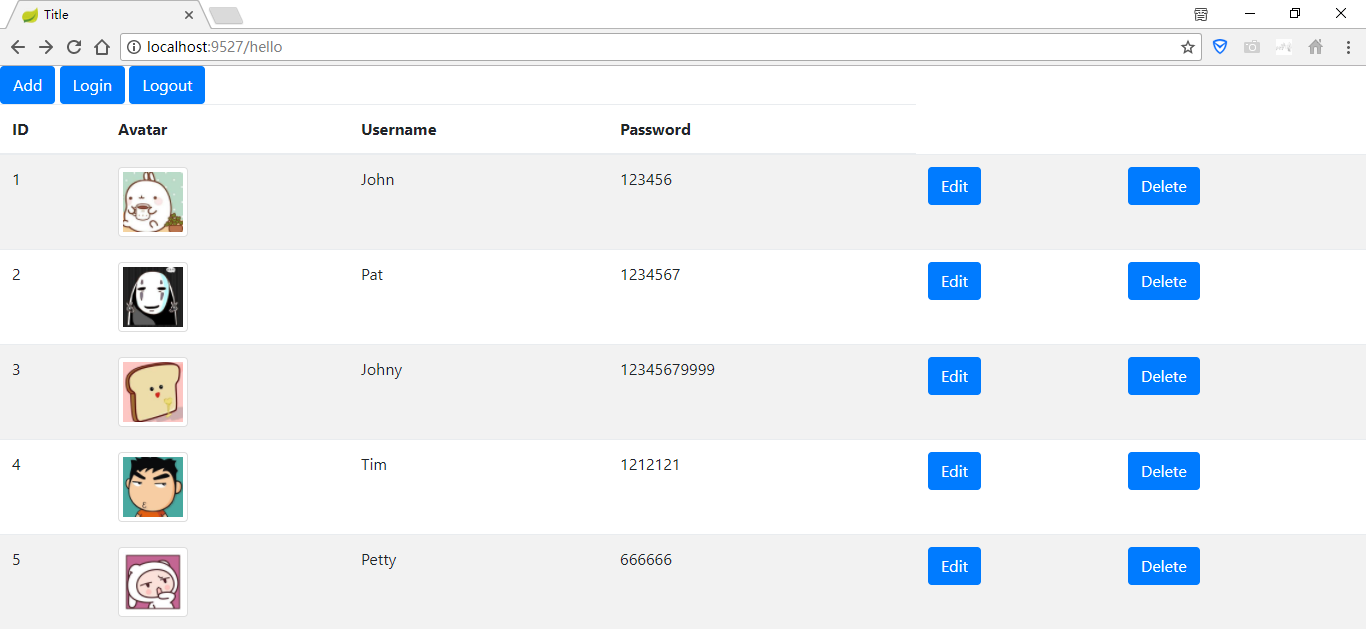 Title
localhost:9527/hello
Add Login Logout
ID Avatar Username Password
1 John 123456 Edit Delete
2 Pat 1234567 Edit Delete
3 Johny 12345679999 Edit Delete
4 Tim 1212121 Edit Delete
5 Petty 666666 Edit Delete